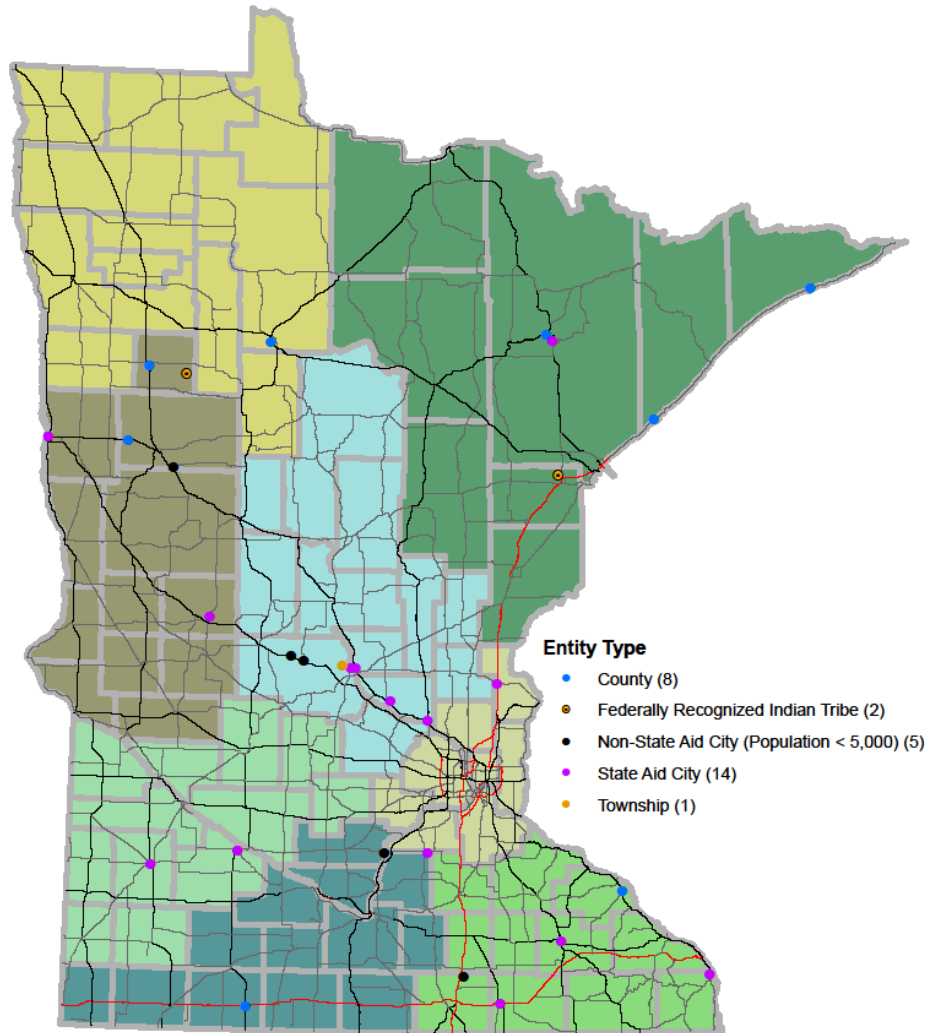 Entity Type
County (8)
Federally Recognized Indian Tribe (2)
Non-State Aid City (Population < 5,000) (5)
State Aid City (14)
Township (1)